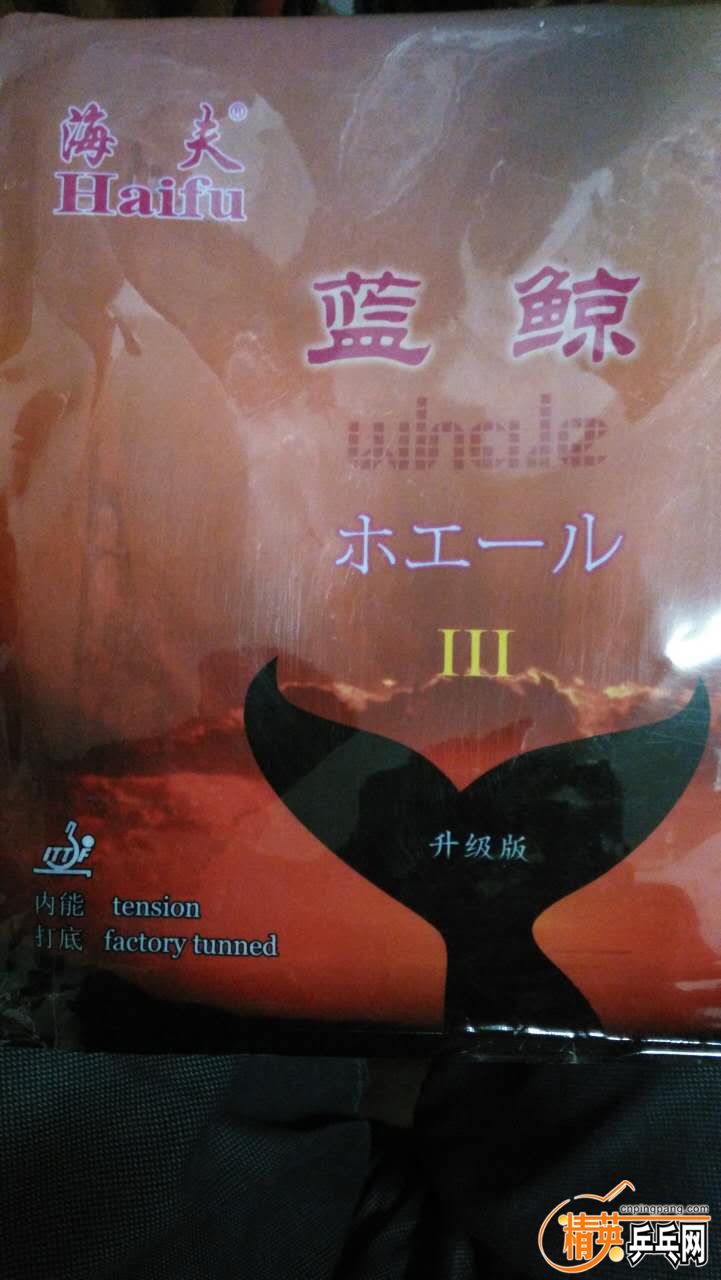 海夫®
Haifu
蓝鲸
whale
ホエール
III
升级版
ITTF
内能 tension
打底 factory tunned
cnpingpang.com
精英乒乓网